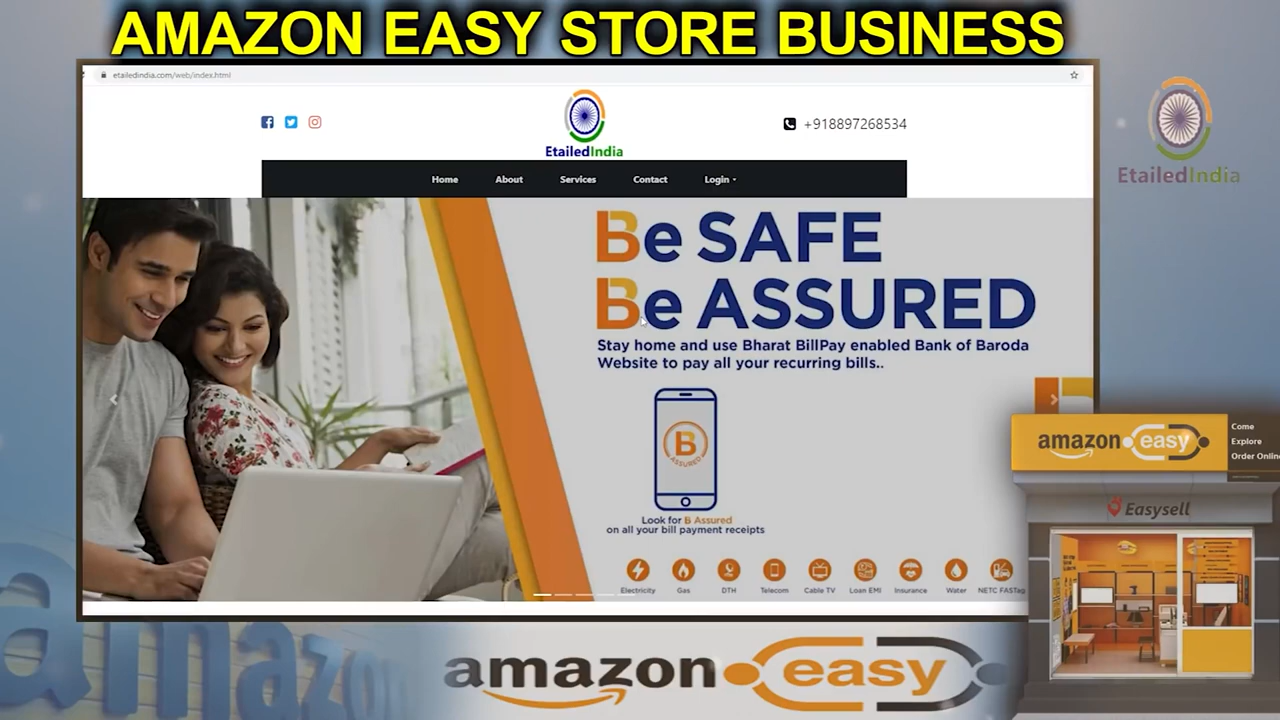 AMAZON EASY STORE BUSINESS
etailedindia.com/web/index.html
+918897268534
EtailedIndia
Home About Services Contact Login
EtailedIndia
Be SAFE
Be ASSURED
Stay home and use Bharat BillPay enabled Bank of Baroda
Website to pay all your recurring bills..
B
ASSURED
Look for B Assured
on all your bill payment receipts
Electricity Gas DTH Telecom Cable TV Loan EMI Insurance Water NETC FASTag
amazon easy
Come
Explore
Order Online
Easysell
amazon
amazon easy